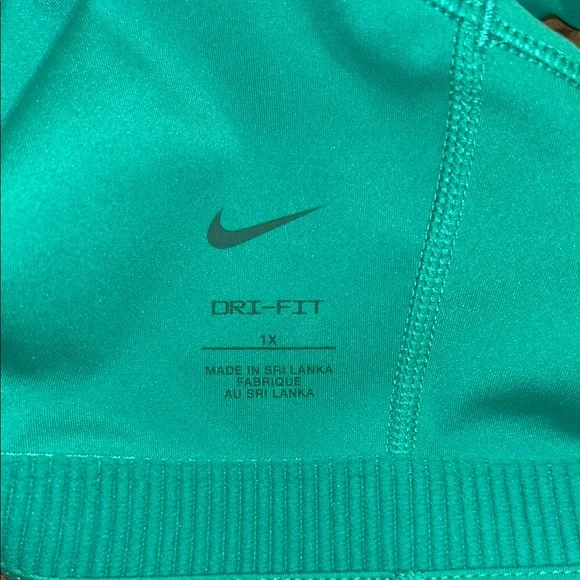 DRI-FIT
1X
MADE IN SRI LANKA
FABRIQUE
AU SRI LANKA